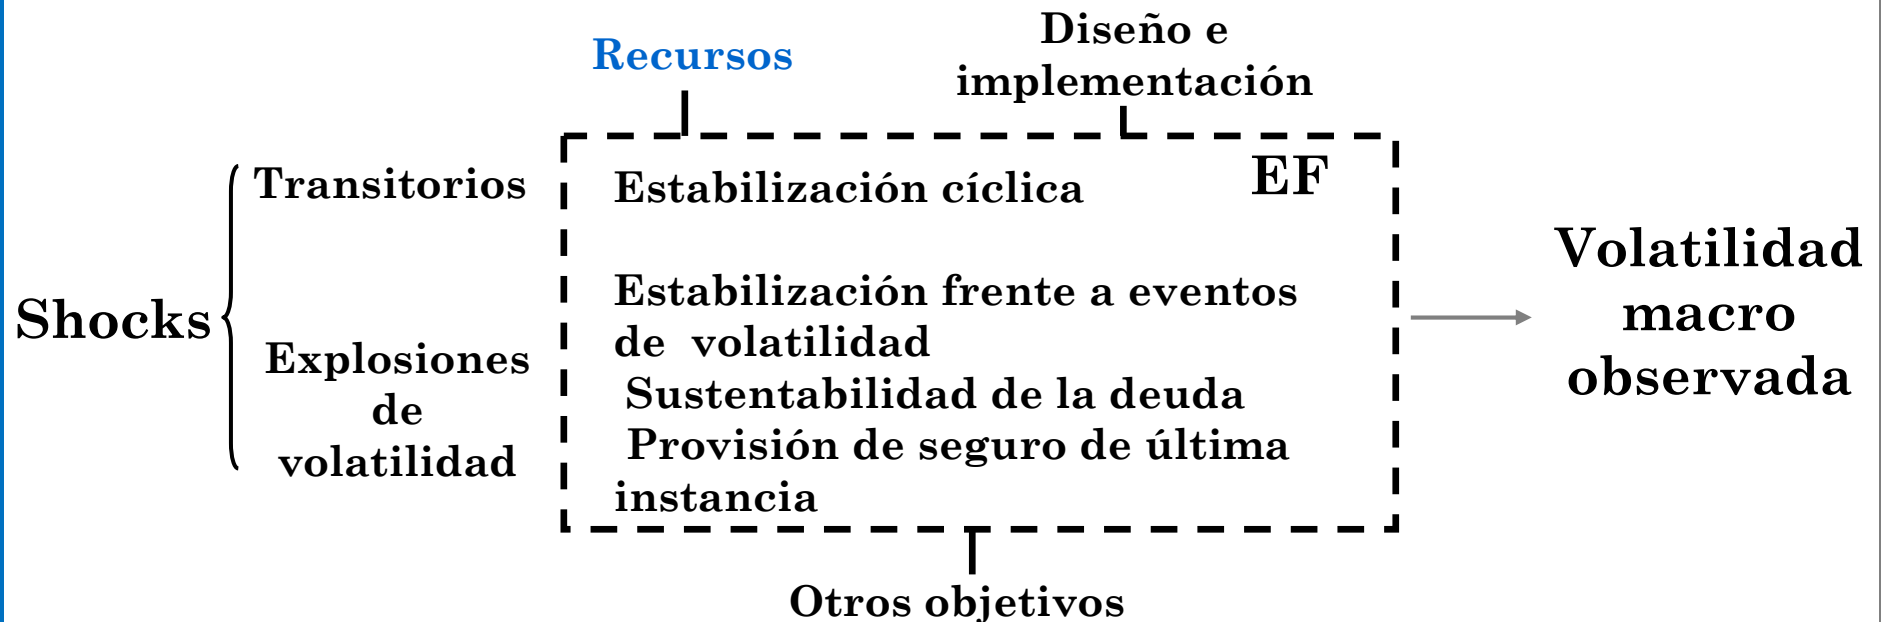 Recursos
Diseño e
implementación
EF
Transitorios
Estabilización cíclica
Estabilización frente a eventos
de volatilidad
Sustentabilidad de la deuda
Provisión de seguro de última
instancia
Shocks
Explosiones
de
volatilidad
Volatilidad
macro
observada
Otros objetivos